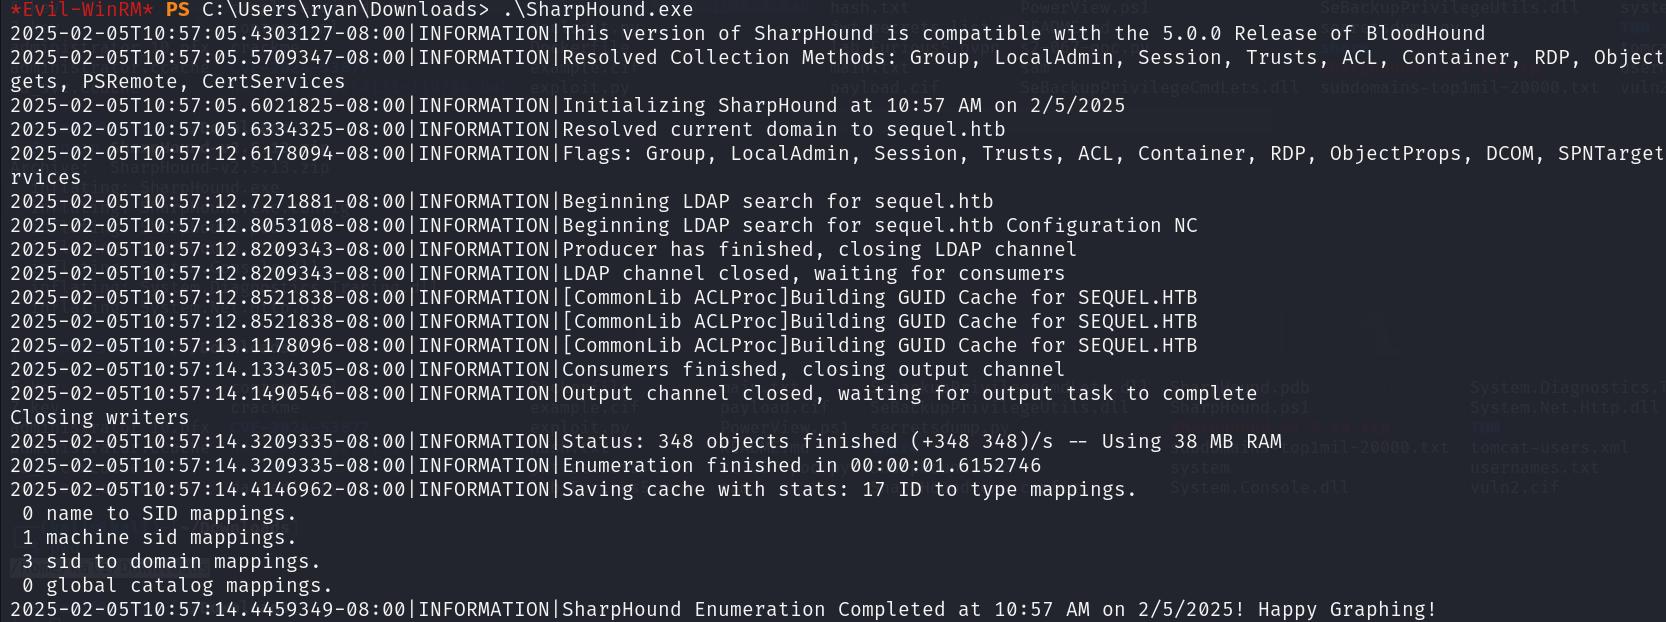 *Evil-WinRM* PS C:\Users\ryan\Downloads> .\SharpHound.exe
2025-02-05T10:57:05.4303127-08:00|INFORMATION|This version of SharpHound is compatible with the 5.0.0 Release of BloodHound
2025-02-05T10:57:05.5709347-08:00|INFORMATION|Resolved Collection Methods: Group, LocalAdmin, Session, Trusts, ACL, Container, RDP, Object
gets, PSRemote, CertServices
2025-02-05T10:57:05.6021825-08:00|INFORMATION|Initializing SharpHound at 10:57 AM on 2/5/2025
2025-02-05T10:57:05.6334325-08:00|INFORMATION|Resolved current domain to sequel.htb
2025-02-05T10:57:12.6178094-08:00|INFORMATION|Flags: Group, LocalAdmin, Session, Trusts, ACL, Container, RDP, ObjectProps, DCOM, SPNTarget
rvices
2025-02-05T10:57:12.7271881-08:00|INFORMATION|Beginning LDAP search for sequel.htb
2025-02-05T10:57:12.8053108-08:00|INFORMATION|Beginning LDAP search for sequel.htb Configuration NC
2025-02-05T10:57:12.8209343-08:00|INFORMATION|Producer has finished, closing LDAP channel
2025-02-05T10:57:12.8209343-08:00|INFORMATION|LDAP channel closed, waiting for consumers
2025-02-05T10:57:12.8521838-08:00|INFORMATION|[CommonLib ACLProc]Building GUID Cache for SEQUEL.HTB
2025-02-05T10:57:12.8521838-08:00|INFORMATION|[CommonLib ACLProc]Building GUID Cache for SEQUEL.HTB
2025-02-05T10:57:13.1178096-08:00|INFORMATION|[CommonLib ACLProc]Building GUID Cache for SEQUEL.HTB
2025-02-05T10:57:14.1334305-08:00|INFORMATION|Consumers finished, closing output channel
2025-02-05T10:57:14.1490546-08:00|INFORMATION|Output channel closed, waiting for output task to complete
Closing writers
2025-02-05T10:57:14.3209335-08:00|INFORMATION|Status: 348 objects finished (+348 348)/s -- Using 38 MB RAM
2025-02-05T10:57:14.3209335-08:00|INFORMATION|Enumeration finished in 00:00:01.6152746
2025-02-05T10:57:14.4146962-08:00|INFORMATION|Saving cache with stats: 17 ID to type mappings.
0 name to SID mappings.
1 machine sid mappings.
3 sid to domain mappings.
0 global catalog mappings.
2025-02-05T10:57:14.4459349-08:00|INFORMATION|SharpHound Enumeration Completed at 10:57 AM on 2/5/2025! Happy Graphing!